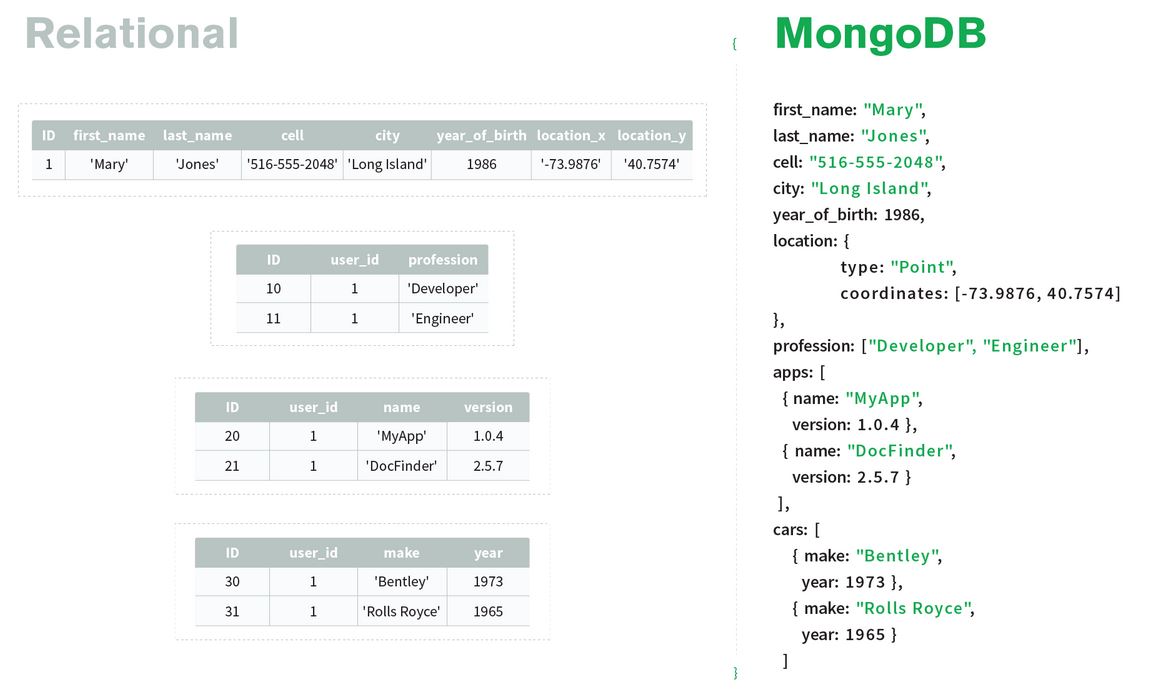 Relational
ID first_name last_name cell city year_of_birth location_x location_y
1 'Mary' 'Jones' '516-555-2048' 'Long Island' 1986 '-73.9876' '40.7574'
ID user_id profession
10 1 'Developer'
11 1 'Engineer'
ID user_id name version
20 1 'MyApp' 1.0.4
21 1 'DocFinder' 2.5.7
ID user_id make year
30 1 'Bentley' 1973
31 1 'Rolls Royce' 1965
MongoDB
{
first_name: "Mary",
last_name: "Jones",
cell: "516-555-2048",
city: "Long Island",
year_of_birth: 1986,
location: {
type: "Point",
coordinates: [-73.9876, 40.7574]
},
profession: ["Developer", "Engineer"],
apps: [
{ name: "MyApp",
version: 1.0.4 },
{ name: "DocFinder",
version: 2.5.7 }
],
cars: [
{ make: "Bentley",
year: 1973 },
{ make: "Rolls Royce",
year: 1965 }
]
}